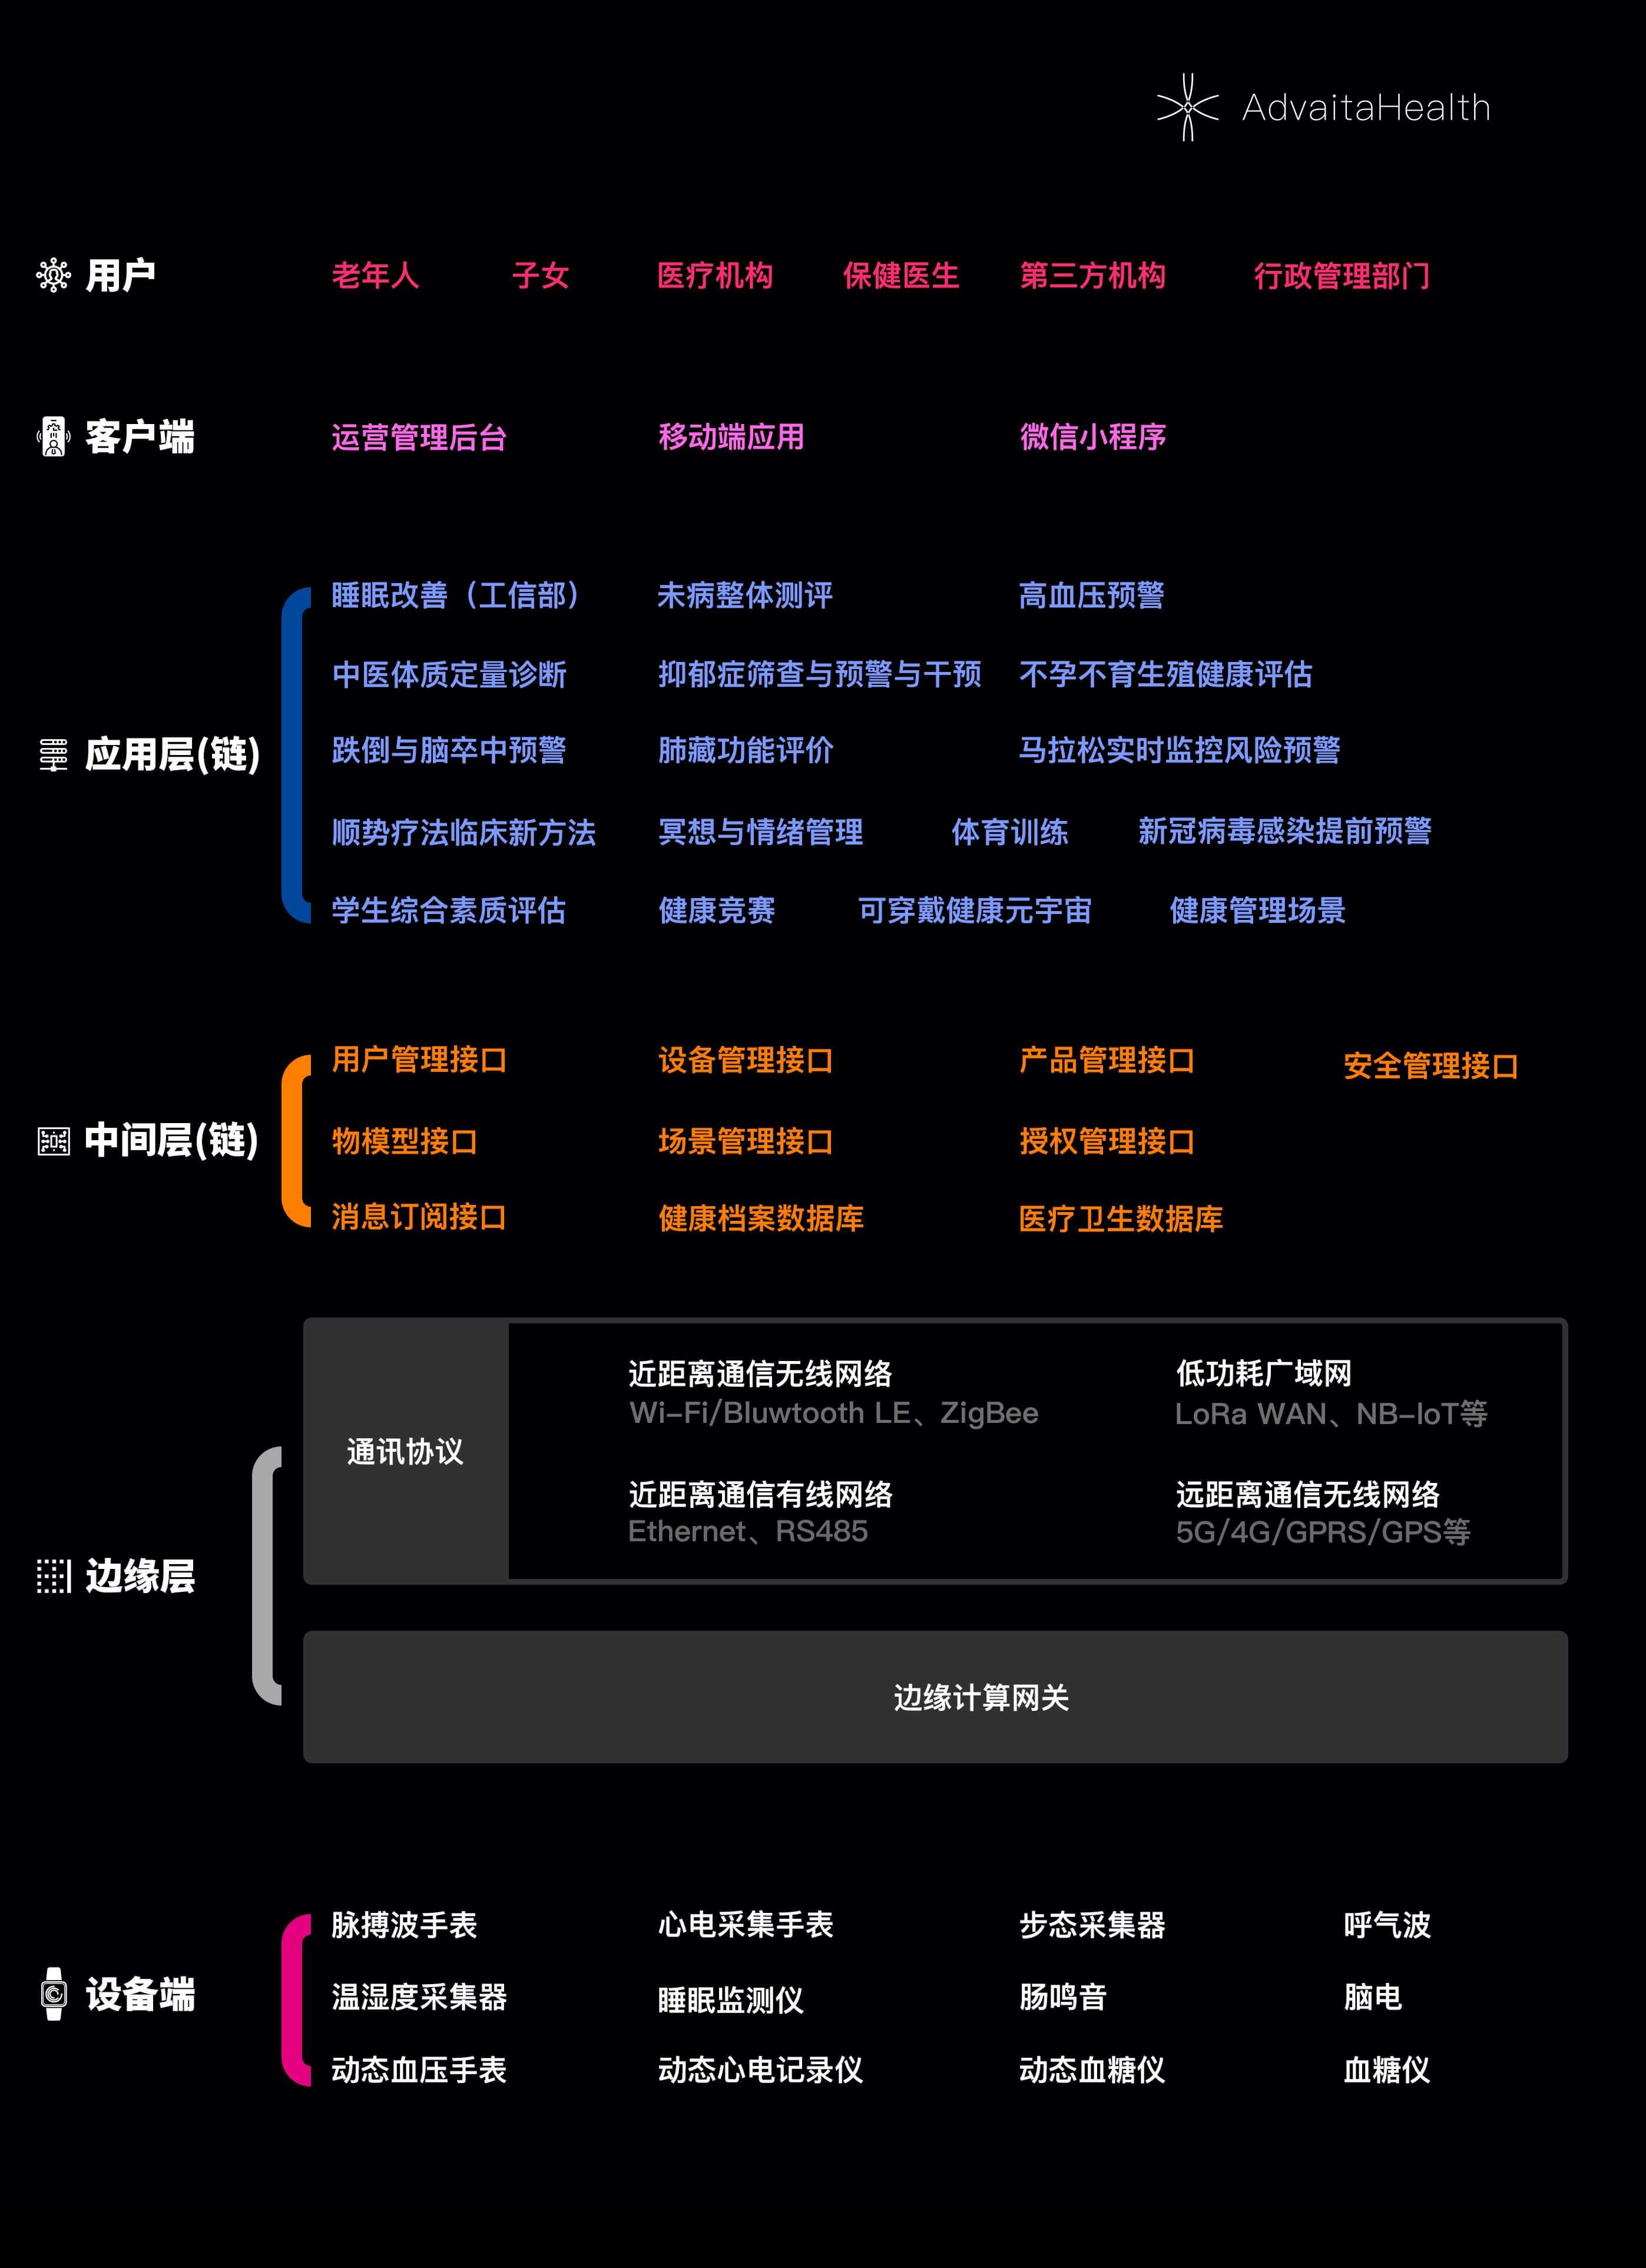 AdvaitaHealth
用户 老年人 子女 医疗机构 保健医生 第三方机构 行政管理部门
客户端 运营管理后台 移动端应用 微信小程序
应用层(链)
睡眠改善（工信部） 未病整体测评 高血压预警
中医体质定量诊断 抑郁症筛查与预警与干预 不孕不育生殖健康评估
跌倒与脑卒中预警 肺藏功能评价 马拉松实时监控风险预警
顺势疗法临床新方法 冥想与情绪管理 体育训练 新冠病毒感染提前预警
学生综合素质评估 健康竞赛 可穿戴健康元宇宙 健康管理场景
中间层(链)
用户管理接口 设备管理接口 产品管理接口 安全管理接口
物模型接口 场景管理接口 授权管理接口
消息订阅接口 健康档案数据库 医疗卫生数据库
边缘层
通讯协议
近距离通信无线网络 低功耗广域网
Wi-Fi/Bluwtooth LE、ZigBee LoRa WAN、NB-IoT等
近距离通信有线网络 远距离通信无线网络
Ethernet、RS485 5G/4G/GPRS/GPS等
边缘计算网关
设备端
脉搏波手表 心电采集手表 步态采集器 呼气波
温湿度采集器 睡眠监测仪 肠鸣音 脑电
动态血压手表 动态心电记录仪 动态血糖仪 血糖仪